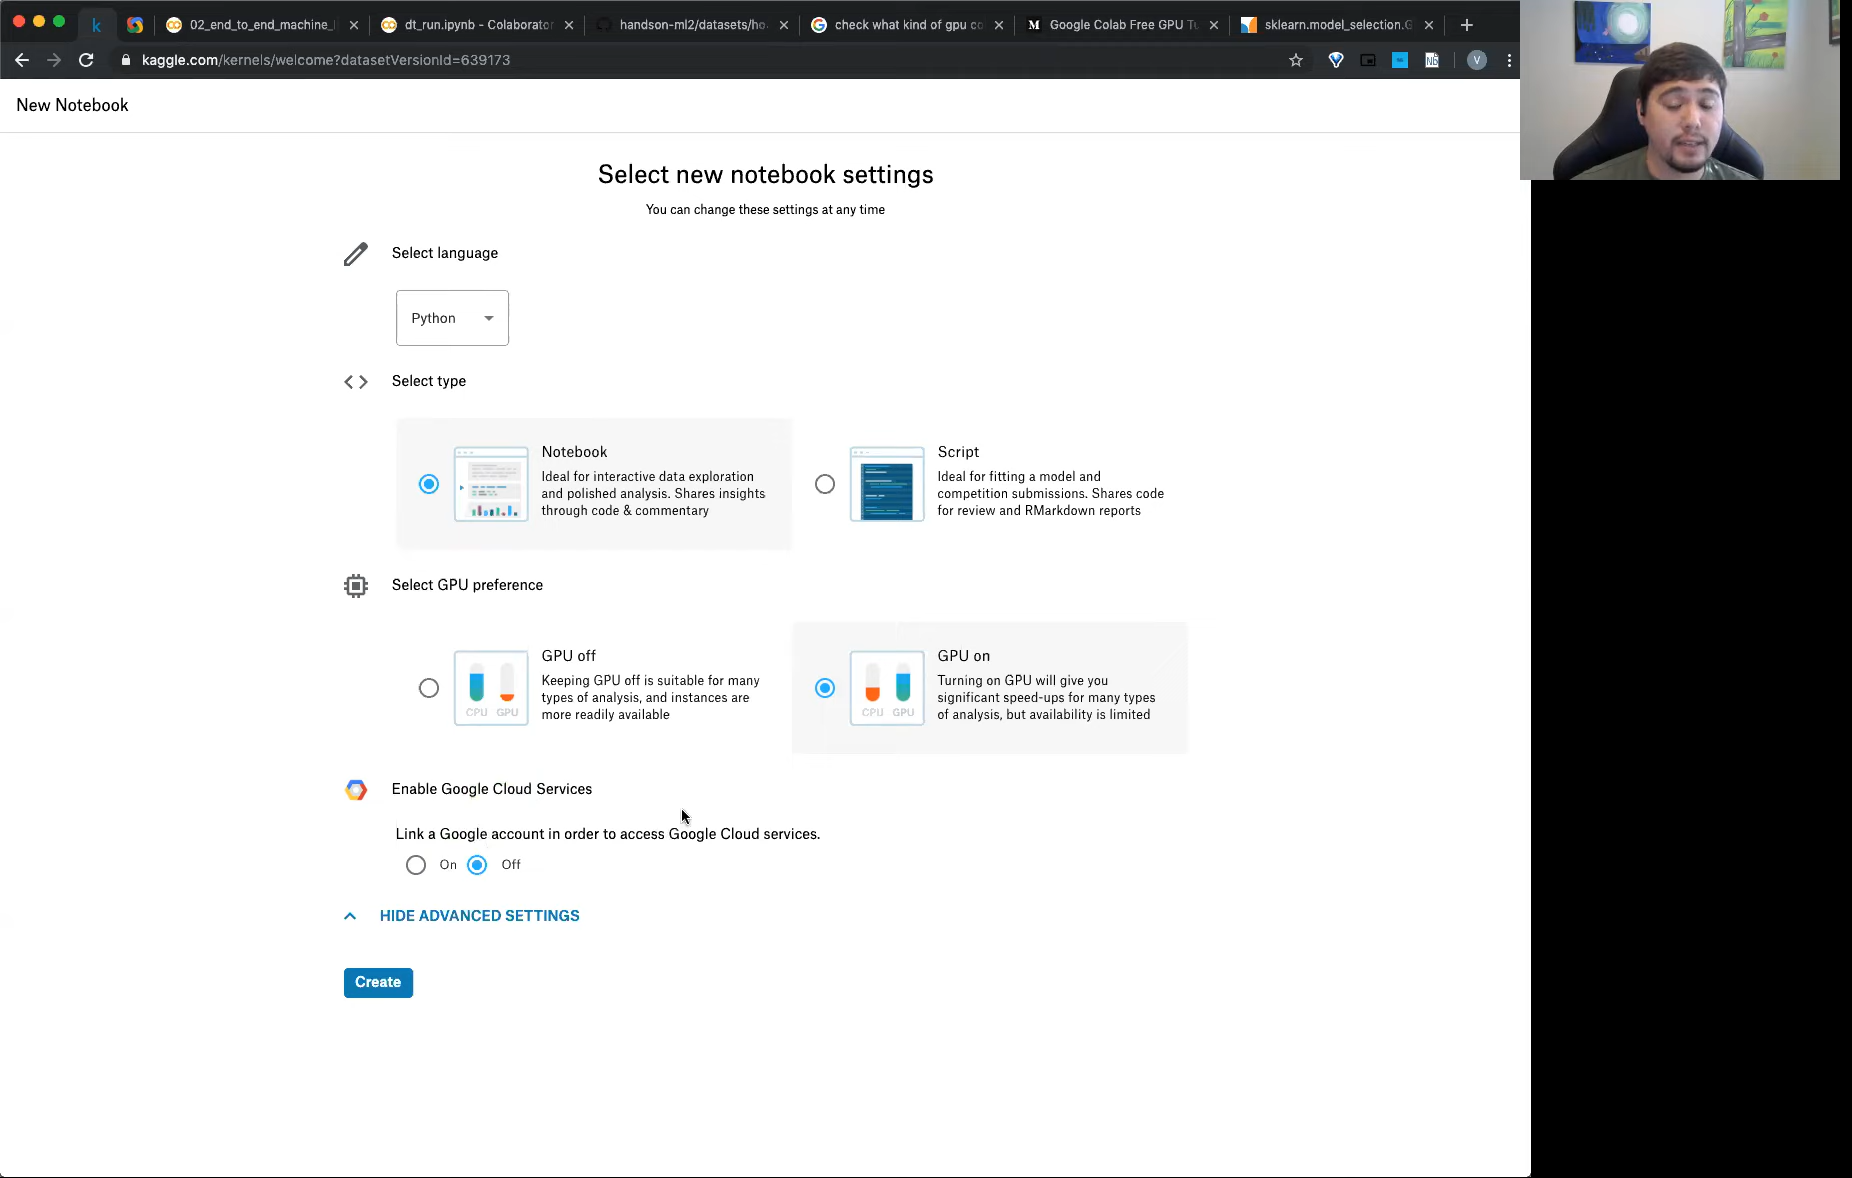 02_end_to_end_machine_l
dt_run.ipynb - Colaborator
handson-ml2/datasets/ho
check what kind of gpu co
Google Colab Free GPU Tu
sklearn.model_selection.G
kaggle.com/kernels/welcome?datasetVersionId=639173
New Notebook
Select new notebook settings
You can change these settings at any time
Select language
Python
Select type
Notebook
Ideal for interactive data exploration
and polished analysis. Shares insights
through code & commentary
Script
Ideal for fitting a model and
competition submissions. Shares code
for review and RMarkdown reports
Select GPU preference
GPU off
Keeping GPU off is suitable for many
types of analysis, and instances are
more readily available
CPU GPU
GPU on
Turning on GPU will give you
significant speed-ups for many types
of analysis, but availability is limited
CPU GPU
Enable Google Cloud Services
Link a Google account in order to access Google Cloud services.
On Off
HIDE ADVANCED SETTINGS
Create